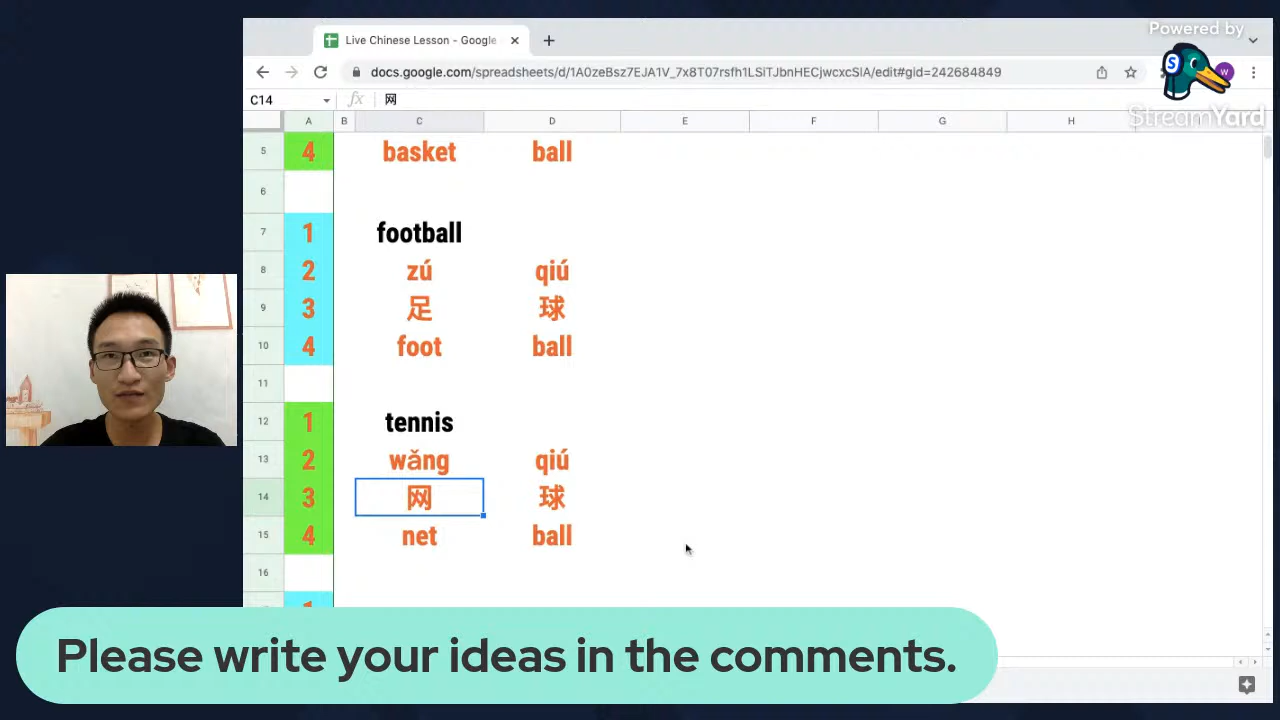 Powered by
StreamYard
Live Chinese Lesson - Google
docs.google.com/spreadsheets/d/1A0zeBsz7EJA1V_7x8T07rsfh1LSiTJbnHECjwcxcSlA/edit#gid=242684849
W
C14 fx 网
A B C D E F G H
5 4 basket ball
6
7 1 football
8 2 zú qiú
9 3 足 球
10 4 foot ball
11
12 1 tennis
13 2 wǎng qiú
14 3 网 球
15 4 net ball
16
Please write your ideas in the comments.